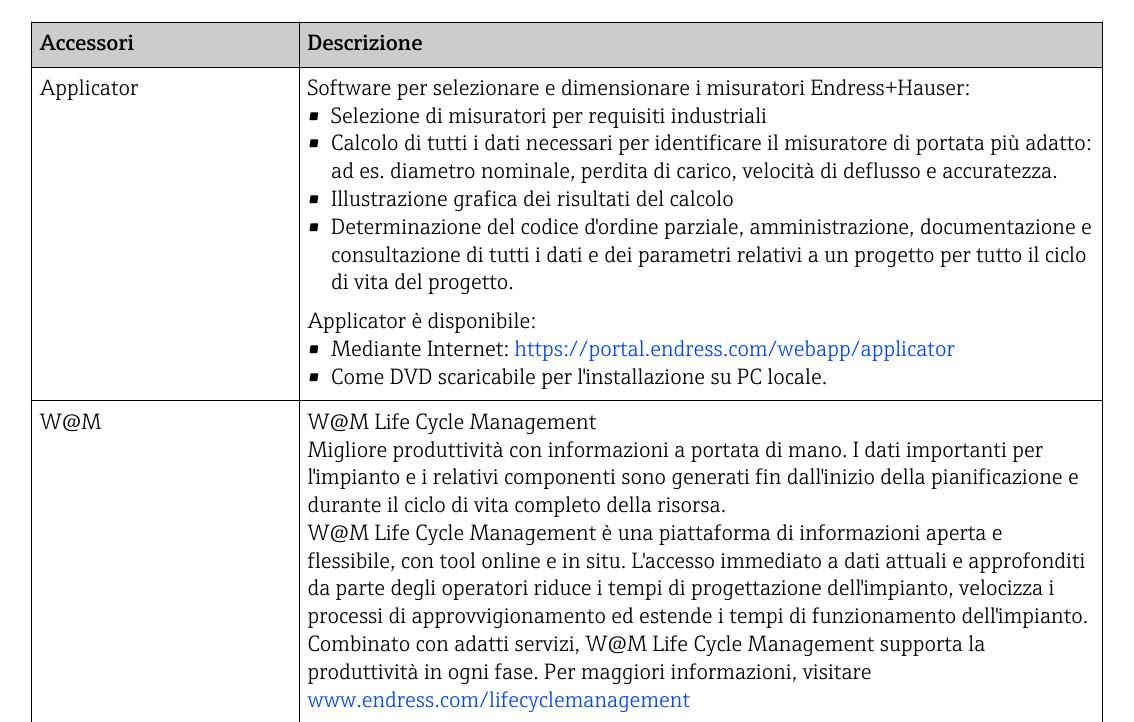 Accessori Descrizione
Applicator Software per selezionare e dimensionare i misuratori Endress+Hauser:
▪ Selezione di misuratori per requisiti industriali
▪ Calcolo di tutti i dati necessari per identificare il misuratore di portata più adatto:
ad es. diametro nominale, perdita di carico, velocità di deflusso e accuratezza.
▪ Illustrazione grafica dei risultati del calcolo
▪ Determinazione del codice d'ordine parziale, amministrazione, documentazione e
consultazione di tutti i dati e dei parametri relativi a un progetto per tutto il ciclo
di vita del progetto.
Applicator è disponibile:
▪ Mediante Internet: https://portal.endress.com/webapp/applicator
▪ Come DVD scaricabile per l'installazione su PC locale.
W@M W@M Life Cycle Management
Migliore produttività con informazioni a portata di mano. I dati importanti per
l'impianto e i relativi componenti sono generati fin dall'inizio della pianificazione e
durante il ciclo di vita completo della risorsa.
W@M Life Cycle Management è una piattaforma di informazioni aperta e
flessibile, con tool online e in situ. L'accesso immediato a dati attuali e approfonditi
da parte degli operatori riduce i tempi di progettazione dell'impianto, velocizza i
processi di approvvigionamento ed estende i tempi di funzionamento dell'impianto.
Combinato con adatti servizi, W@M Life Cycle Management supporta la
produttività in ogni fase. Per maggiori informazioni, visitare
www.endress.com/lifecyclemanagement